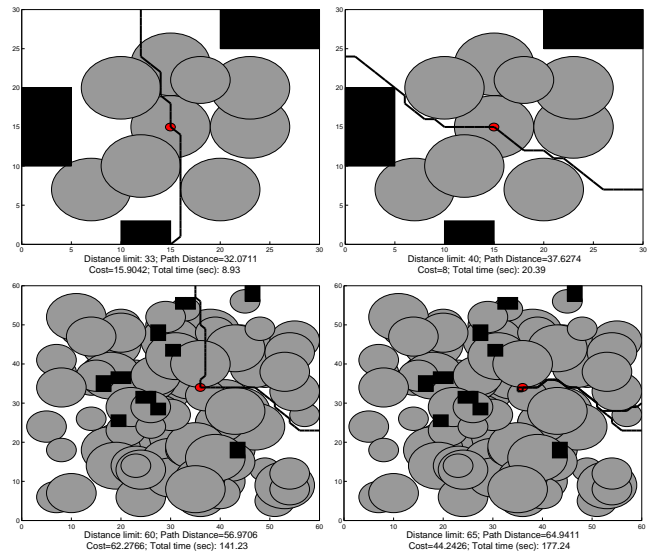 30
25
20
15
10
5
0
0 5 10 15 20 25 30
Distance limit: 33; Path Distance=32.0711
Cost=15.9042; Total time (sec): 8.93
30
25
20
15
10
5
0
0 5 10 15 20 25 30
Distance limit: 40; Path Distance=37.6274
Cost=8; Total time (sec): 20.39
60
50
40
30
20
10
0
0 10 20 30 40 50 60
Distance limit: 60; Path Distance=56.9706
Cost=62.2766; Total time (sec): 141.23
60
50
40
30
20
10
0
0 10 20 30 40 50 60
Distance limit: 65; Path Distance=64.9411
Cost=44.2426; Total time (sec): 177.24